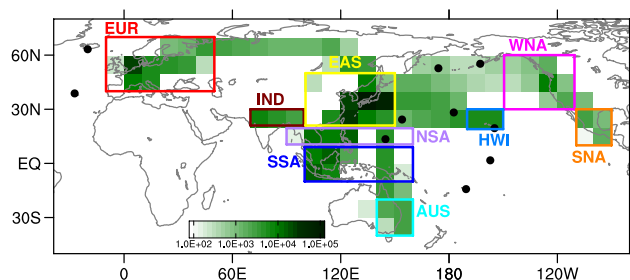 WNA
EUR
60N
EAS
IND
30N
NSA
HWI
SSA
SNA
EQ
AUS
30S
1.0E+02 1.0E+03 1.0E+04 1.0E+05
0 60E 120E 180 120W